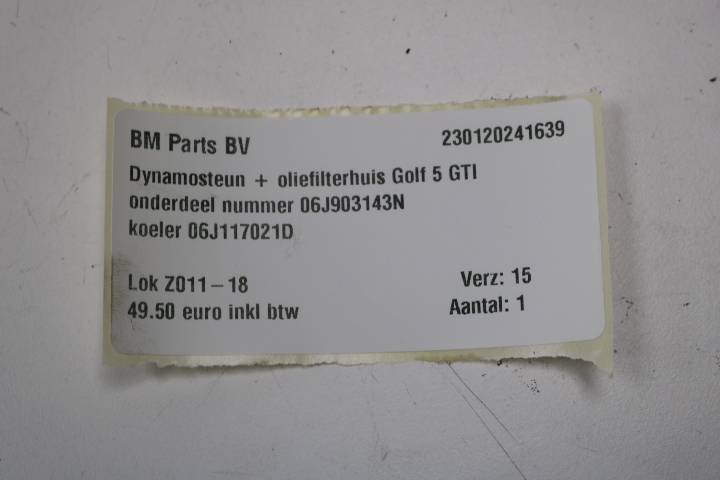 BM Parts BV 230120241639
Dynamosteun + oliefilterhuis Golf 5 GTI
onderdeel nummer 06J903143N
koeler 06J117021D
Lok Z011-18 Verz: 15
49.50 euro inkl btw Aantal: 1